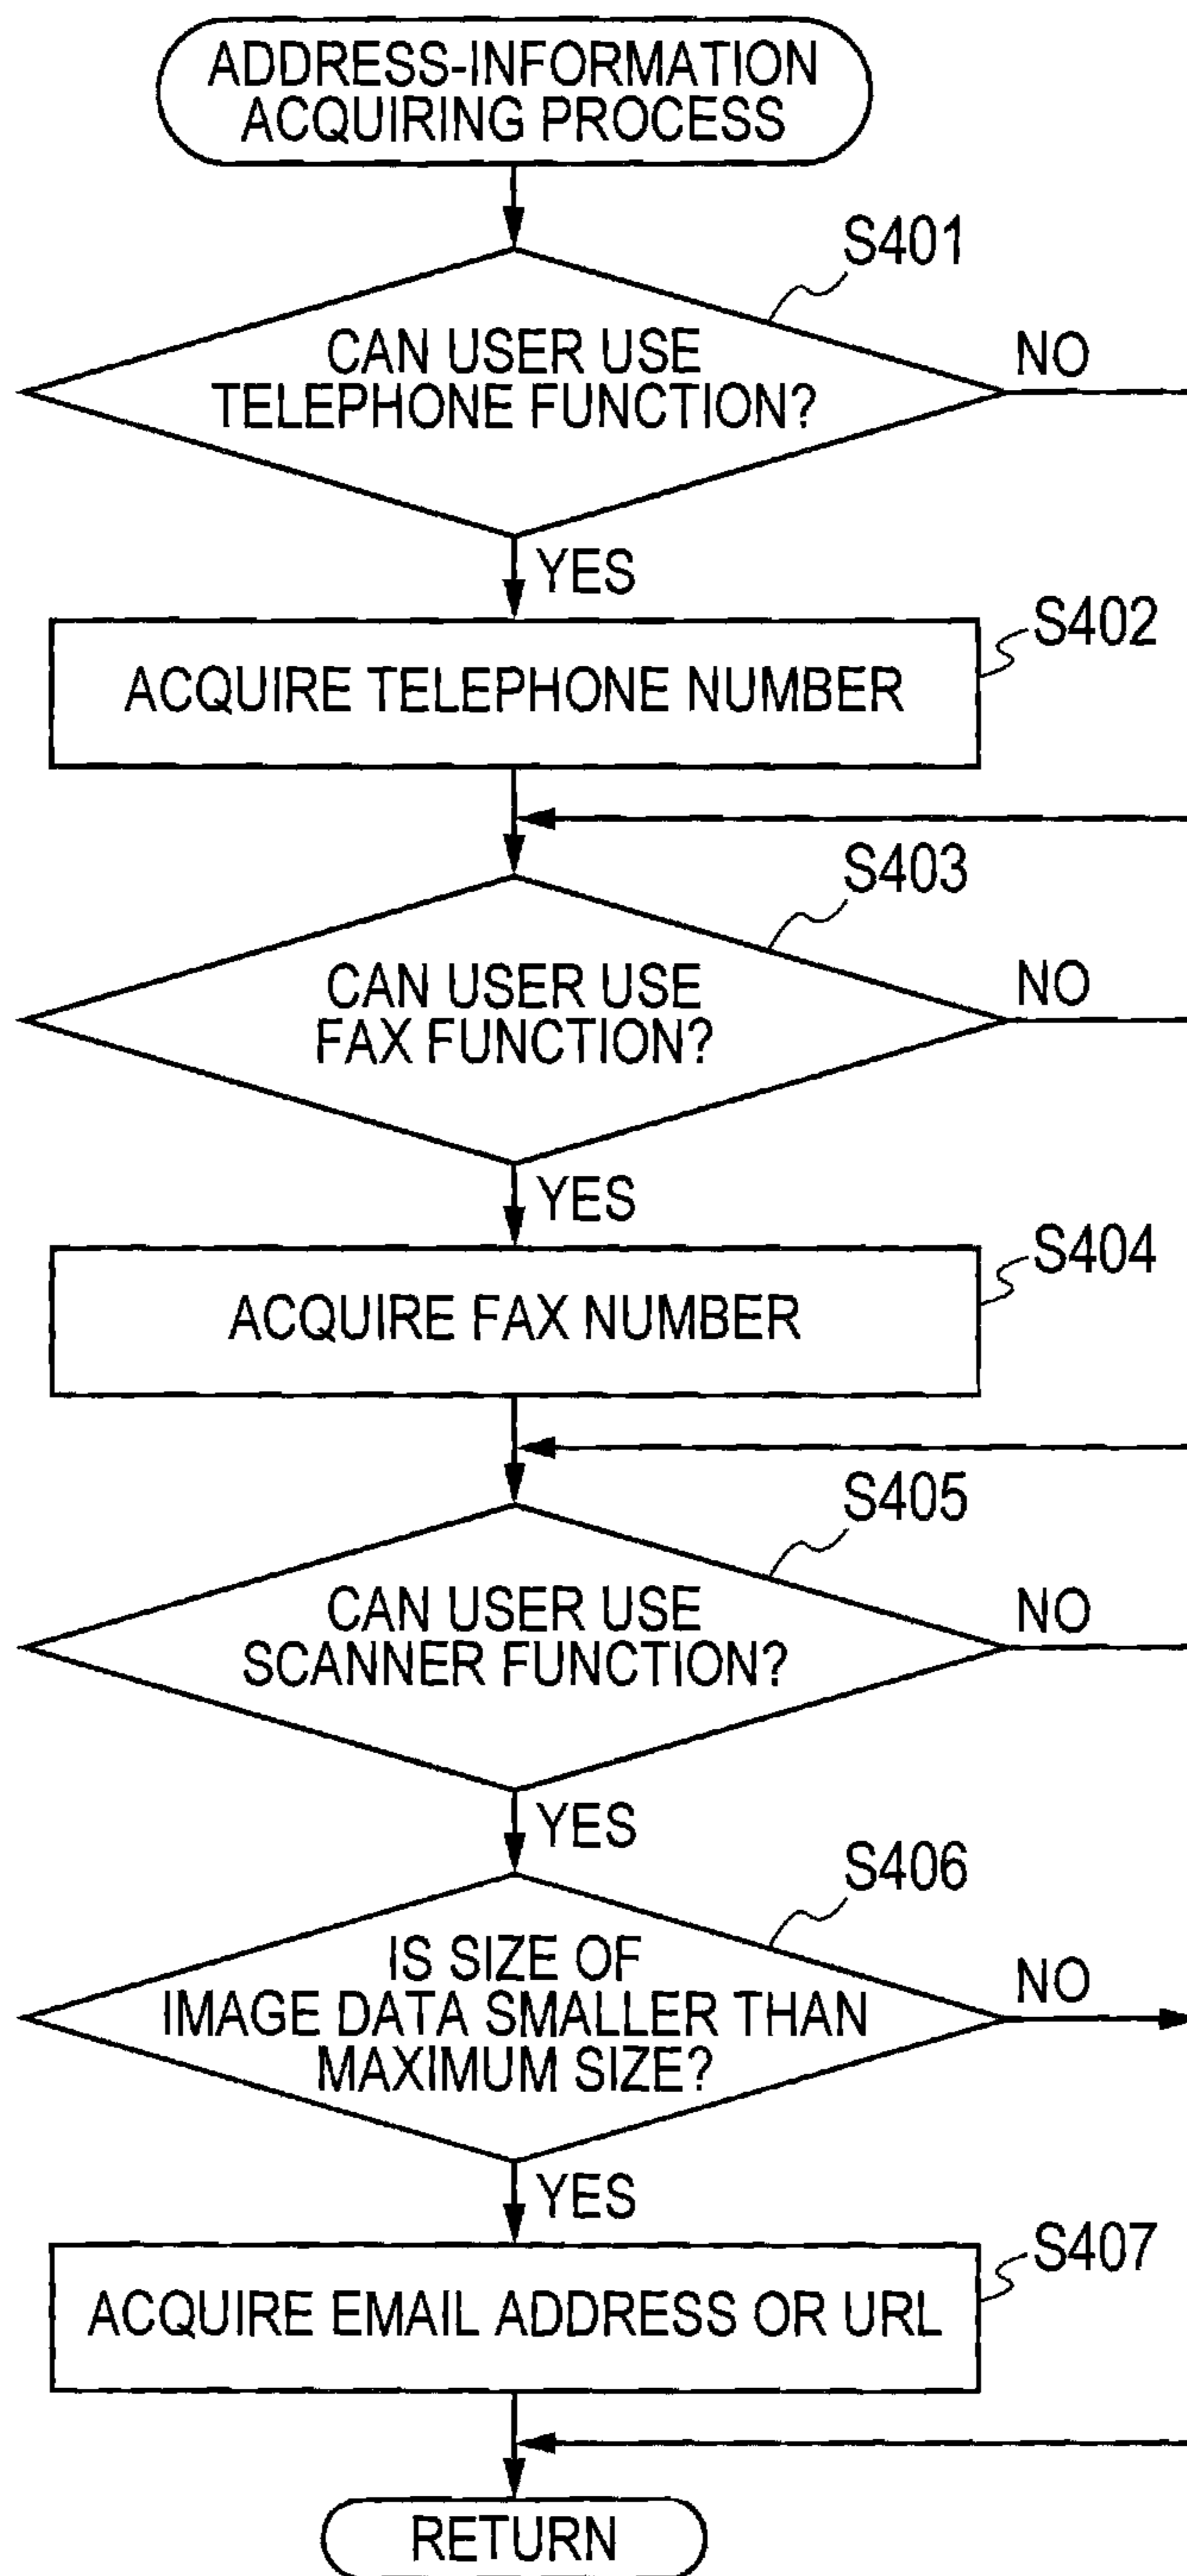 ADDRESS-INFORMATION
ACQUIRING PROCESS
S401
CAN USER USE
TELEPHONE FUNCTION?
NO
YES
S402
ACQUIRE TELEPHONE NUMBER
S403
CAN USER USE
FAX FUNCTION?
NO
YES
S404
ACQUIRE FAX NUMBER
S405
CAN USER USE
SCANNER FUNCTION?
NO
YES
S406
IS SIZE OF
IMAGE DATA SMALLER THAN
MAXIMUM SIZE?
NO
YES
S407
ACQUIRE EMAIL ADDRESS OR URL
RETURN